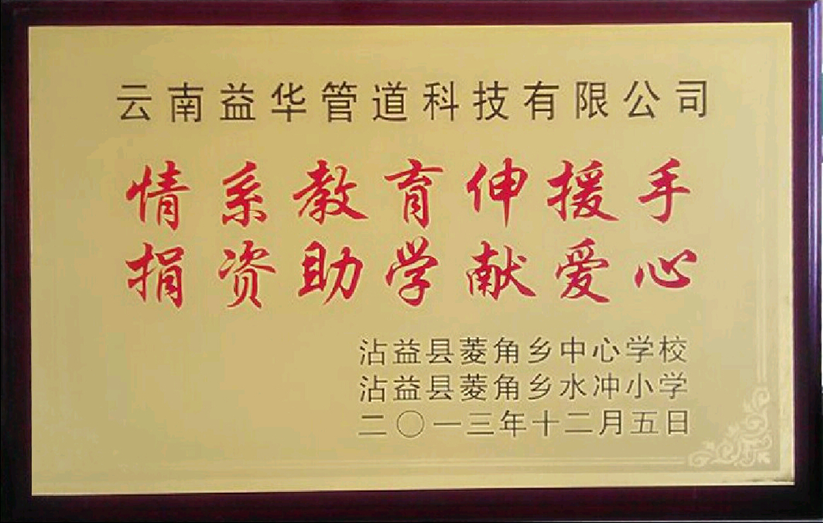 云南益华管道科技有限公司
情系教育伸援手
捐资助学献爱心
沾益县菱角乡中心学校
沾益县菱角乡水冲小学
二〇一三年十二月五日